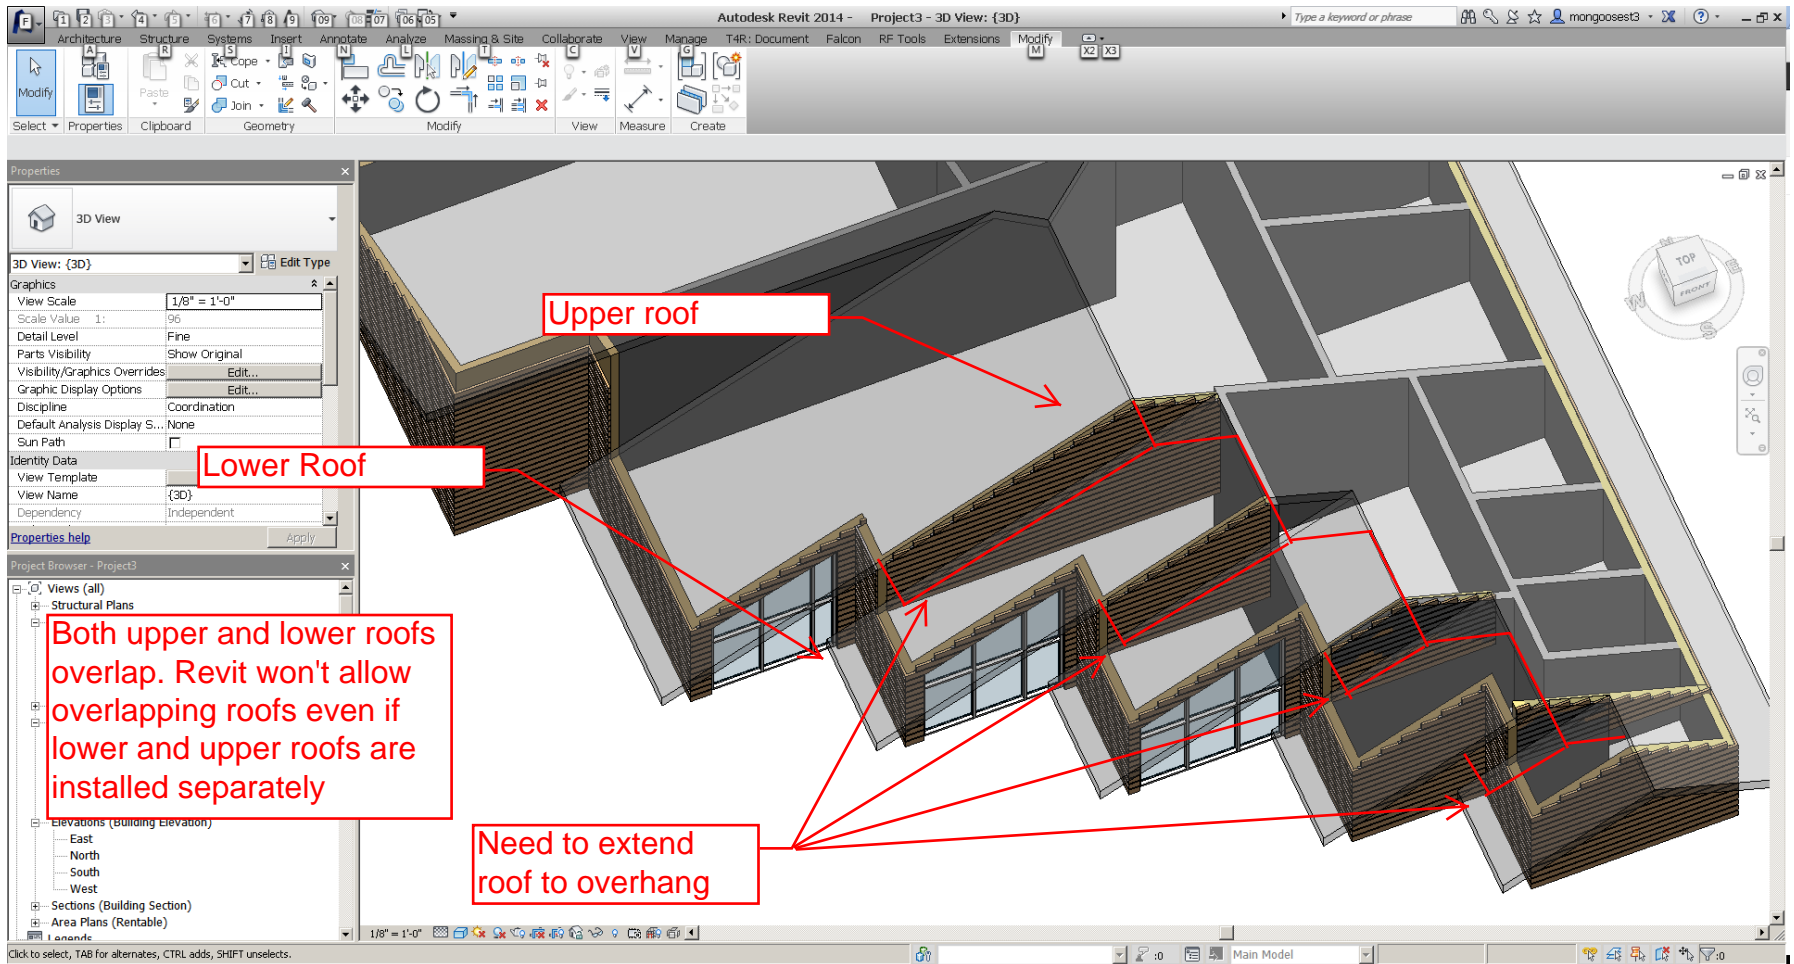 Autodesk Revit 2014 - Project3 - 3D View: {3D}
Type a keyword or phrase
mongoosest3
Architecture Structure Systems Insert Annotate Analyze Massing & Site Collaborate View Manage T4R: Document Falcon RF Tools Extensions Modify
A R S I N L T C V G M X2 X3
Modify
Paste
Cope
Cut
Join
Select Properties Clipboard Geometry Modify View Measure Create
Properties
3D View
3D View: {3D} Edit Type
Graphics
View Scale 1/8" = 1'-0"
Scale Value 1: 96
Detail Level Fine
Parts Visibility Show Original
Visibility/Graphics Overrides Edit...
Graphic Display Options Edit...
Discipline Coordination
Default Analysis Display S... None
Sun Path
Identity Data
View Template
View Name {3D}
Dependency Independent
Properties help Apply
Project Browser - Project3
Views (all)
Structural Plans
Elevations (Building Elevation)
East
North
South
West
Sections (Building Section)
Area Plans (Rentable)
Legends
Upper roof
Lower Roof
Both upper and lower roofs
overlap. Revit won't allow
overlapping roofs even if
lower and upper roofs are
installed separately
Need to extend
roof to overhang
TOP
FRONT
N
E
W
S
1/8" = 1'-0"
Click to select, TAB for alternates, CTRL adds, SHIFT unselects.
:0
Main Model
:0